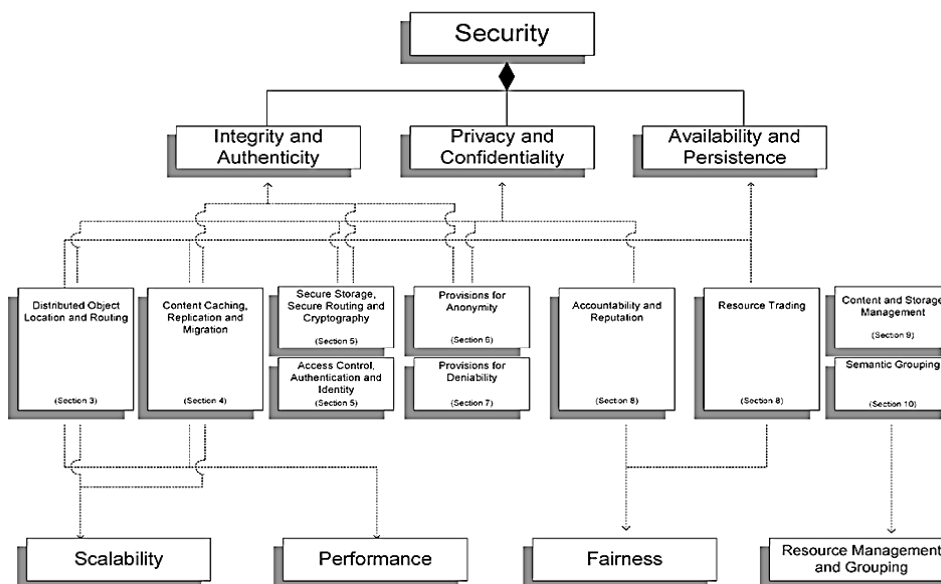 Security
Integrity and
Authenticity
Privacy and
Confidentiality
Availability and
Persistence
Distributed Object
Location and Routing
(Section 3)
Content Caching,
Replication and
Migration
(Section 4)
Secure Storage,
Secure Routing and
Cryptography
(Section 5)
Access Control,
Authentication and
Identity
(Section 5)
Provisions for
Anonymity
(Section 6)
Provisions for
Deniability
(Section 7)
Accountability and
Reputation
(Section 8)
Resource Trading
(Section 8)
Content and Storage
Management
(Section 9)
Semantic Grouping
(Section 10)
Scalability
Performance
Fairness
Resource Management
and Grouping